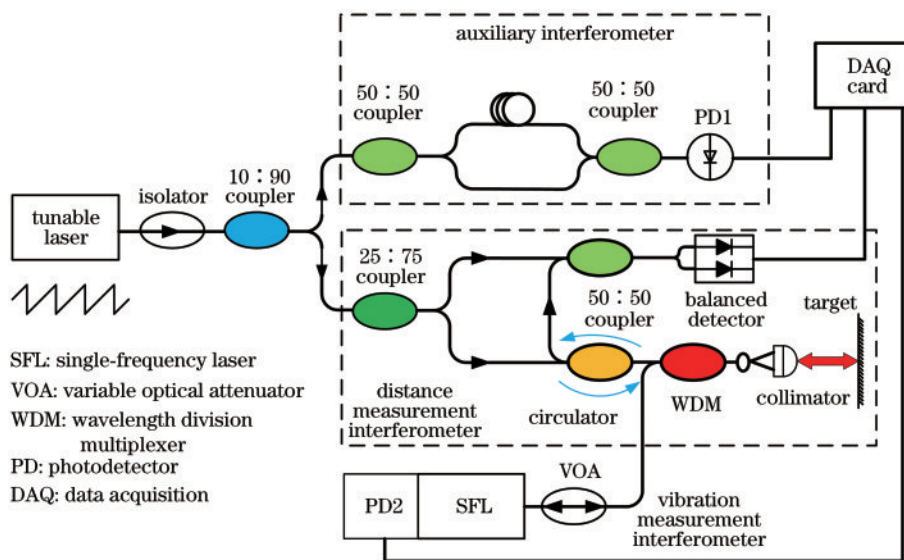 auxiliary interferometer
DAQ
card
50：50
coupler
50：50
coupler
PD1
10：90
coupler
isolator
tunable
laser
25：75
coupler
50：50
coupler
balanced
detector
target
SFL: single-frequency laser
VOA: variable optical attenuator
WDM: wavelength division
multiplexer
PD: photodetector
DAQ: data acquisition
distance
measurement
interferometer
circulator
WDM
collimator
VOA
PD2
SFL
vibration
measurement
interferometer